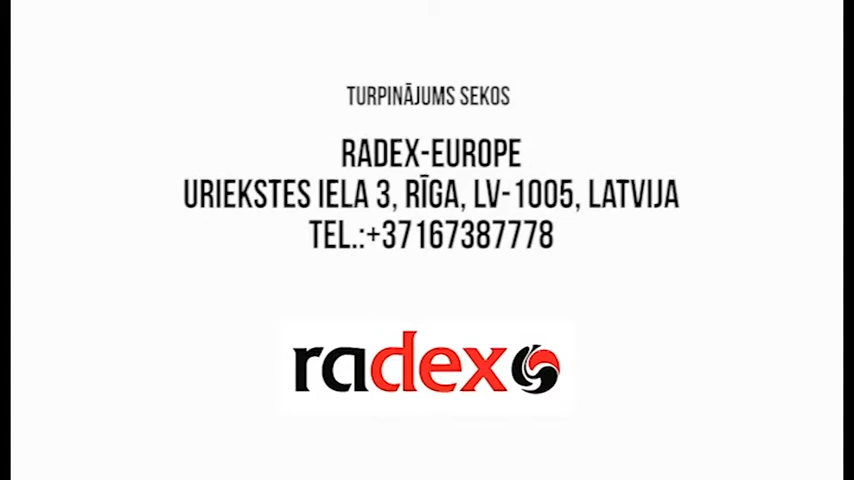 TURPINĀJUMS SEKOS
RADEX-EUROPE
URIEKSTES IELA 3, RĪGA, LV-1005, LATVIJA
TEL.:+37167387778
radex